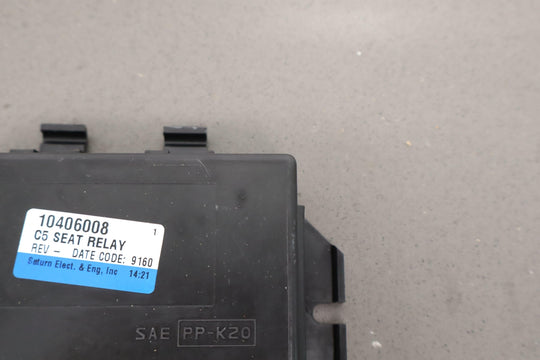 10406008 1
C5 SEAT RELAY
REV - DATE CODE: 9160
Saturn Elect. & Eng, Inc 14:21
SAE PP-K20